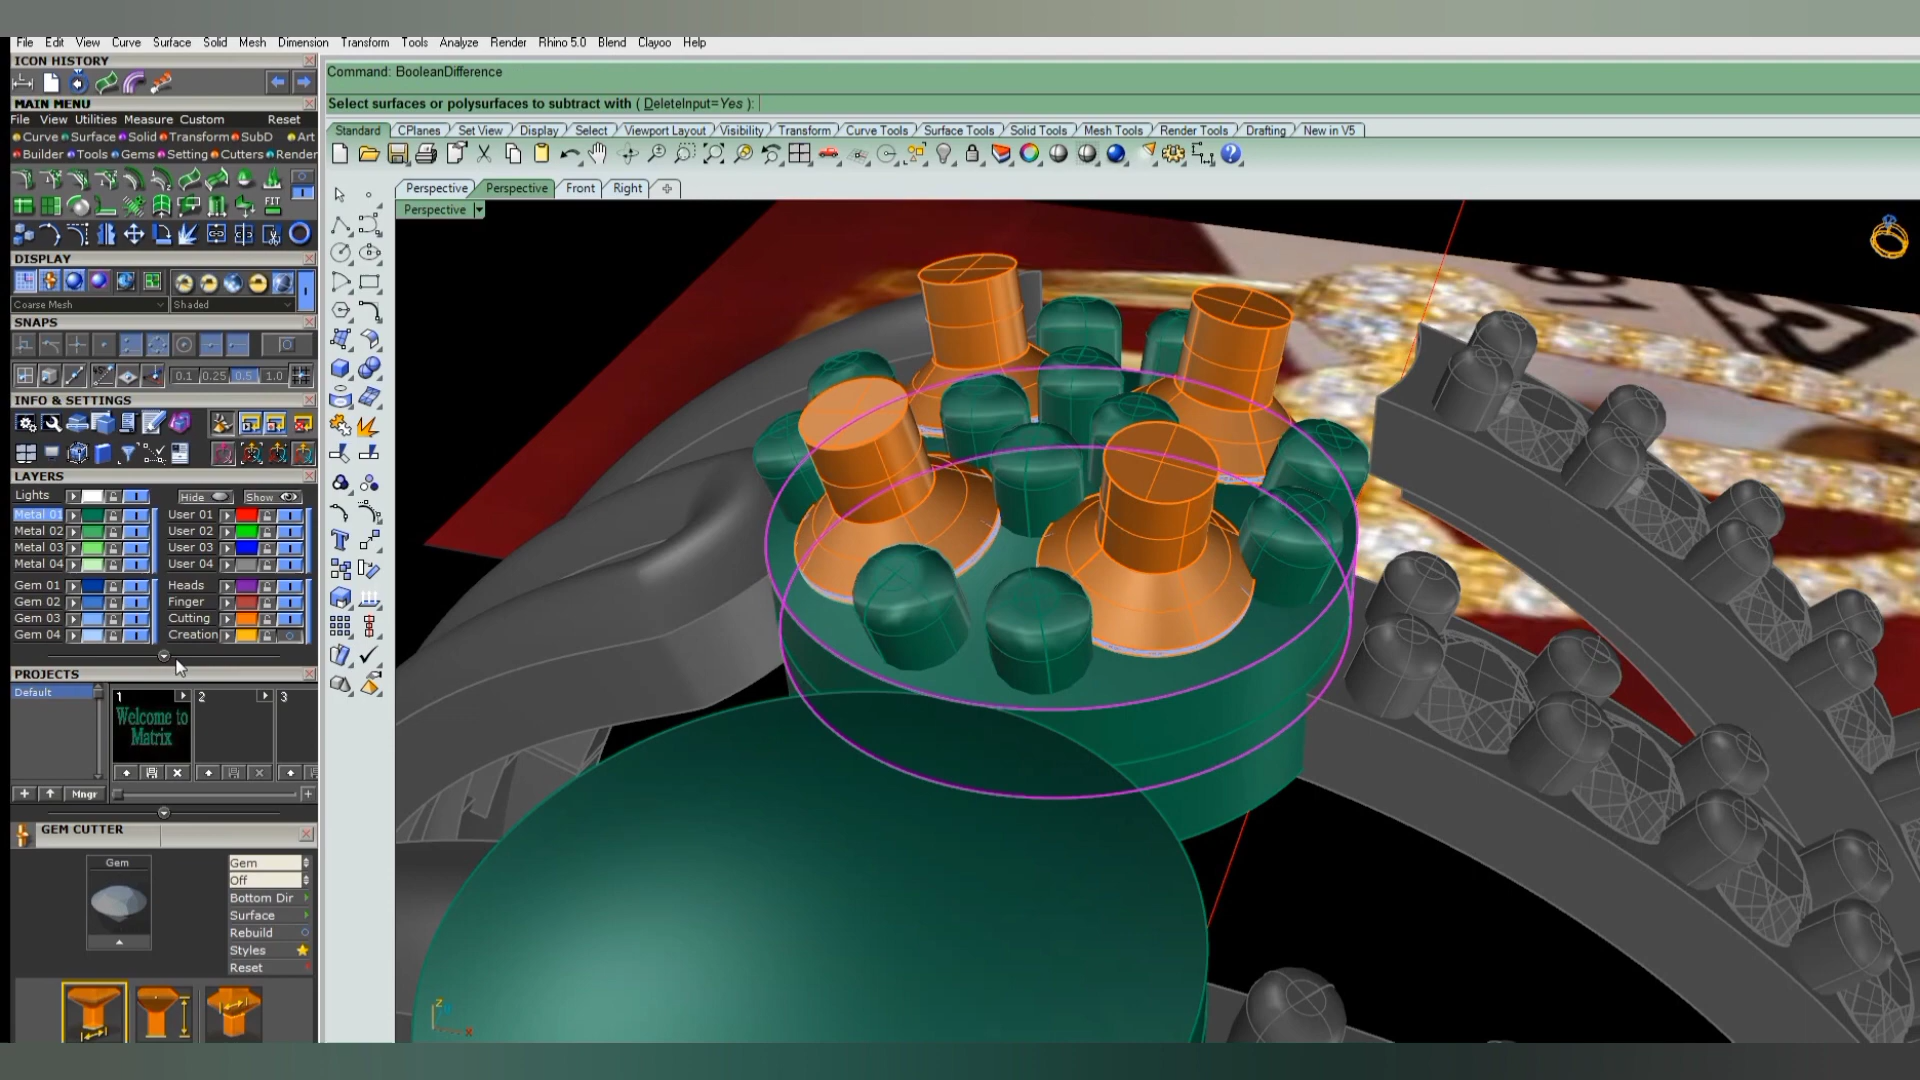 File Edit View Curve Surface Solid Mesh Dimension Transform Tools Analyze Render Rhino 5.0 Blend Clayoo Help
ICON HISTORY
Command: BooleanDifference
MAIN MENU
Select surfaces or polysurfaces to subtract with ( DeleteInput=Yes ):
File View Utilities Measure Custom Reset
Standard CPlanes Set View Display Select Viewport Layout Visibility Transform Curve Tools Surface Tools Solid Tools Mesh Tools Render Tools Drafting New in V5
Curve Surface Solid Transform SubD Art
Builder Tools Gems Setting Cutters Render
Perspective Perspective Front Right
FIT
Perspective
DISPLAY
Coarse Mesh Shaded
SNAPS
0.1 0.25 0.5 1.0
INFO & SETTINGS
LAYERS
Lights Hide Show
Metal 01 User 01
Metal 02 User 02
Metal 03 User 03
Metal 04 User 04
Gem 01 Heads
Gem 02 Finger
Gem 03 Cutting
Gem 04 Creation
PROJECTS
Default
1 2 3
Welcome to
Matrix
Mngr
GEM CUTTER
Gem
Gem
Off
Bottom Dir
Surface
Rebuild
Styles
Reset
z
x